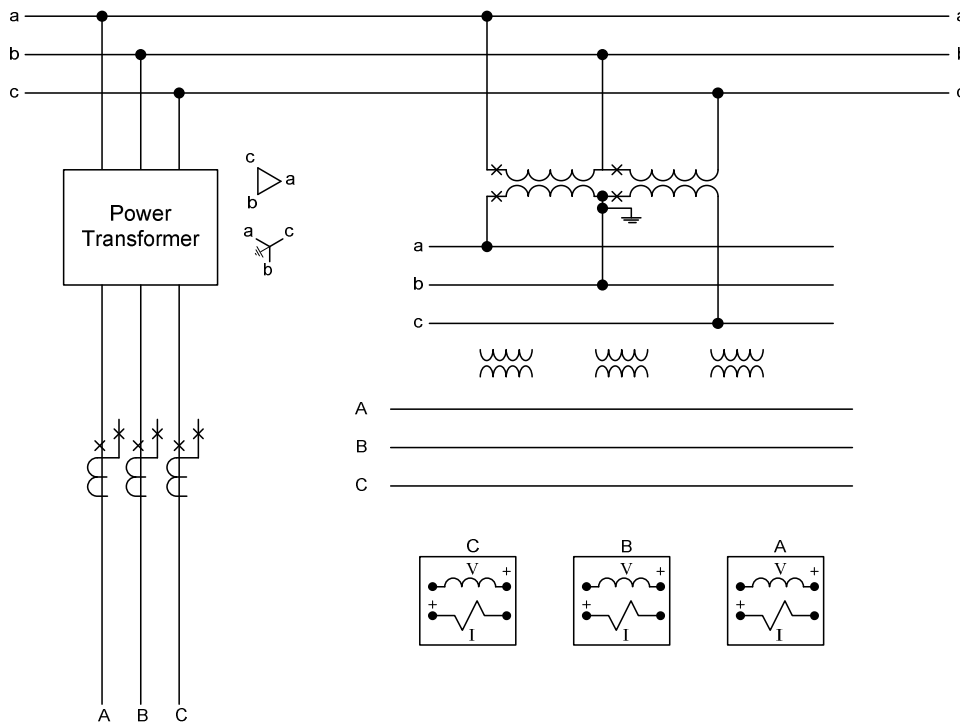 a a
b b
c c
c
a
b
Power
Transformer
a c
b
a
b
c
A
B
C
C B A
V + V + V +
+ + +
I I I
A B C